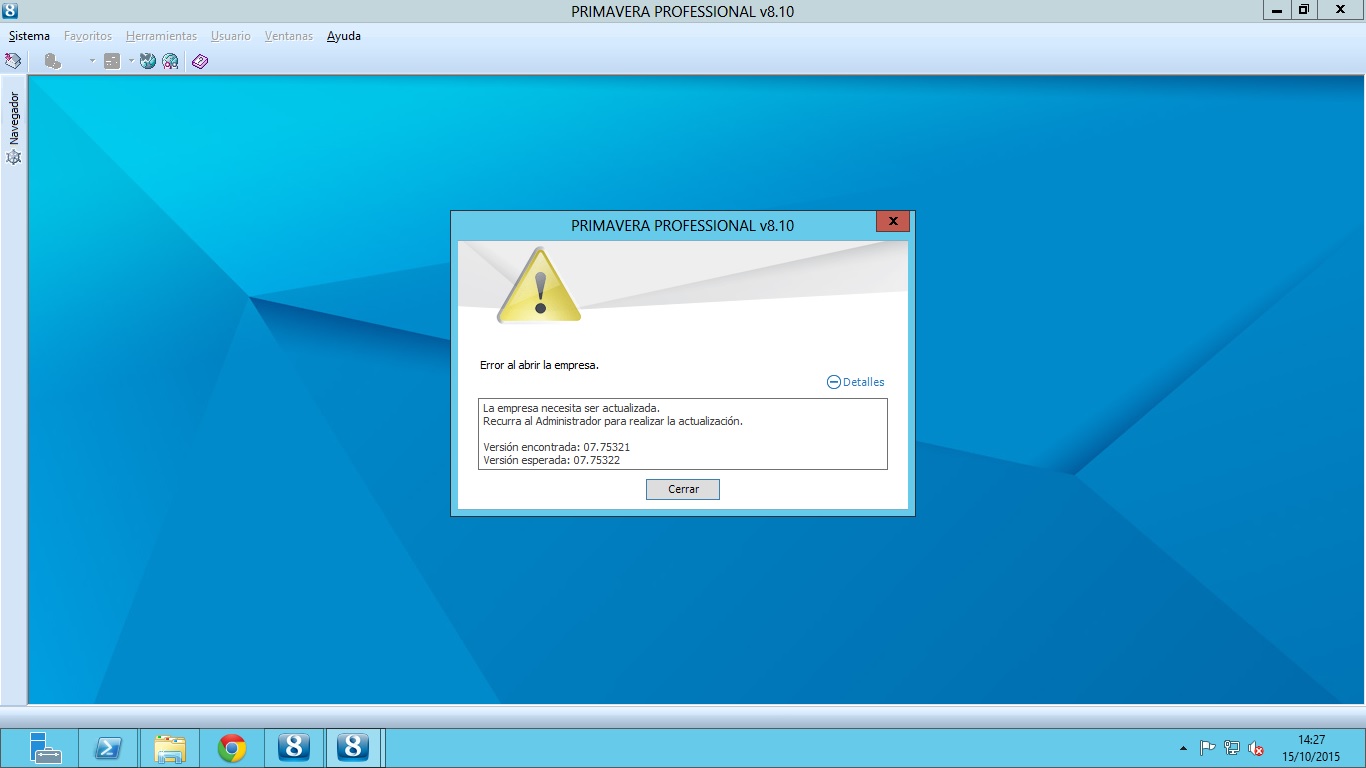 8
PRIMAVERA PROFESSIONAL v8.10
Sistema Favoritos Herramientas Usuario Ventanas Ayuda
Navegador
PRIMAVERA PROFESSIONAL v8.10
Error al abrir la empresa.
Detalles
La empresa necesita ser actualizada.
Recurra al Administrador para realizar la actualización.
Versión encontrada: 07.75321
Versión esperada: 07.75322
Cerrar
8 8
14:27
15/10/2015